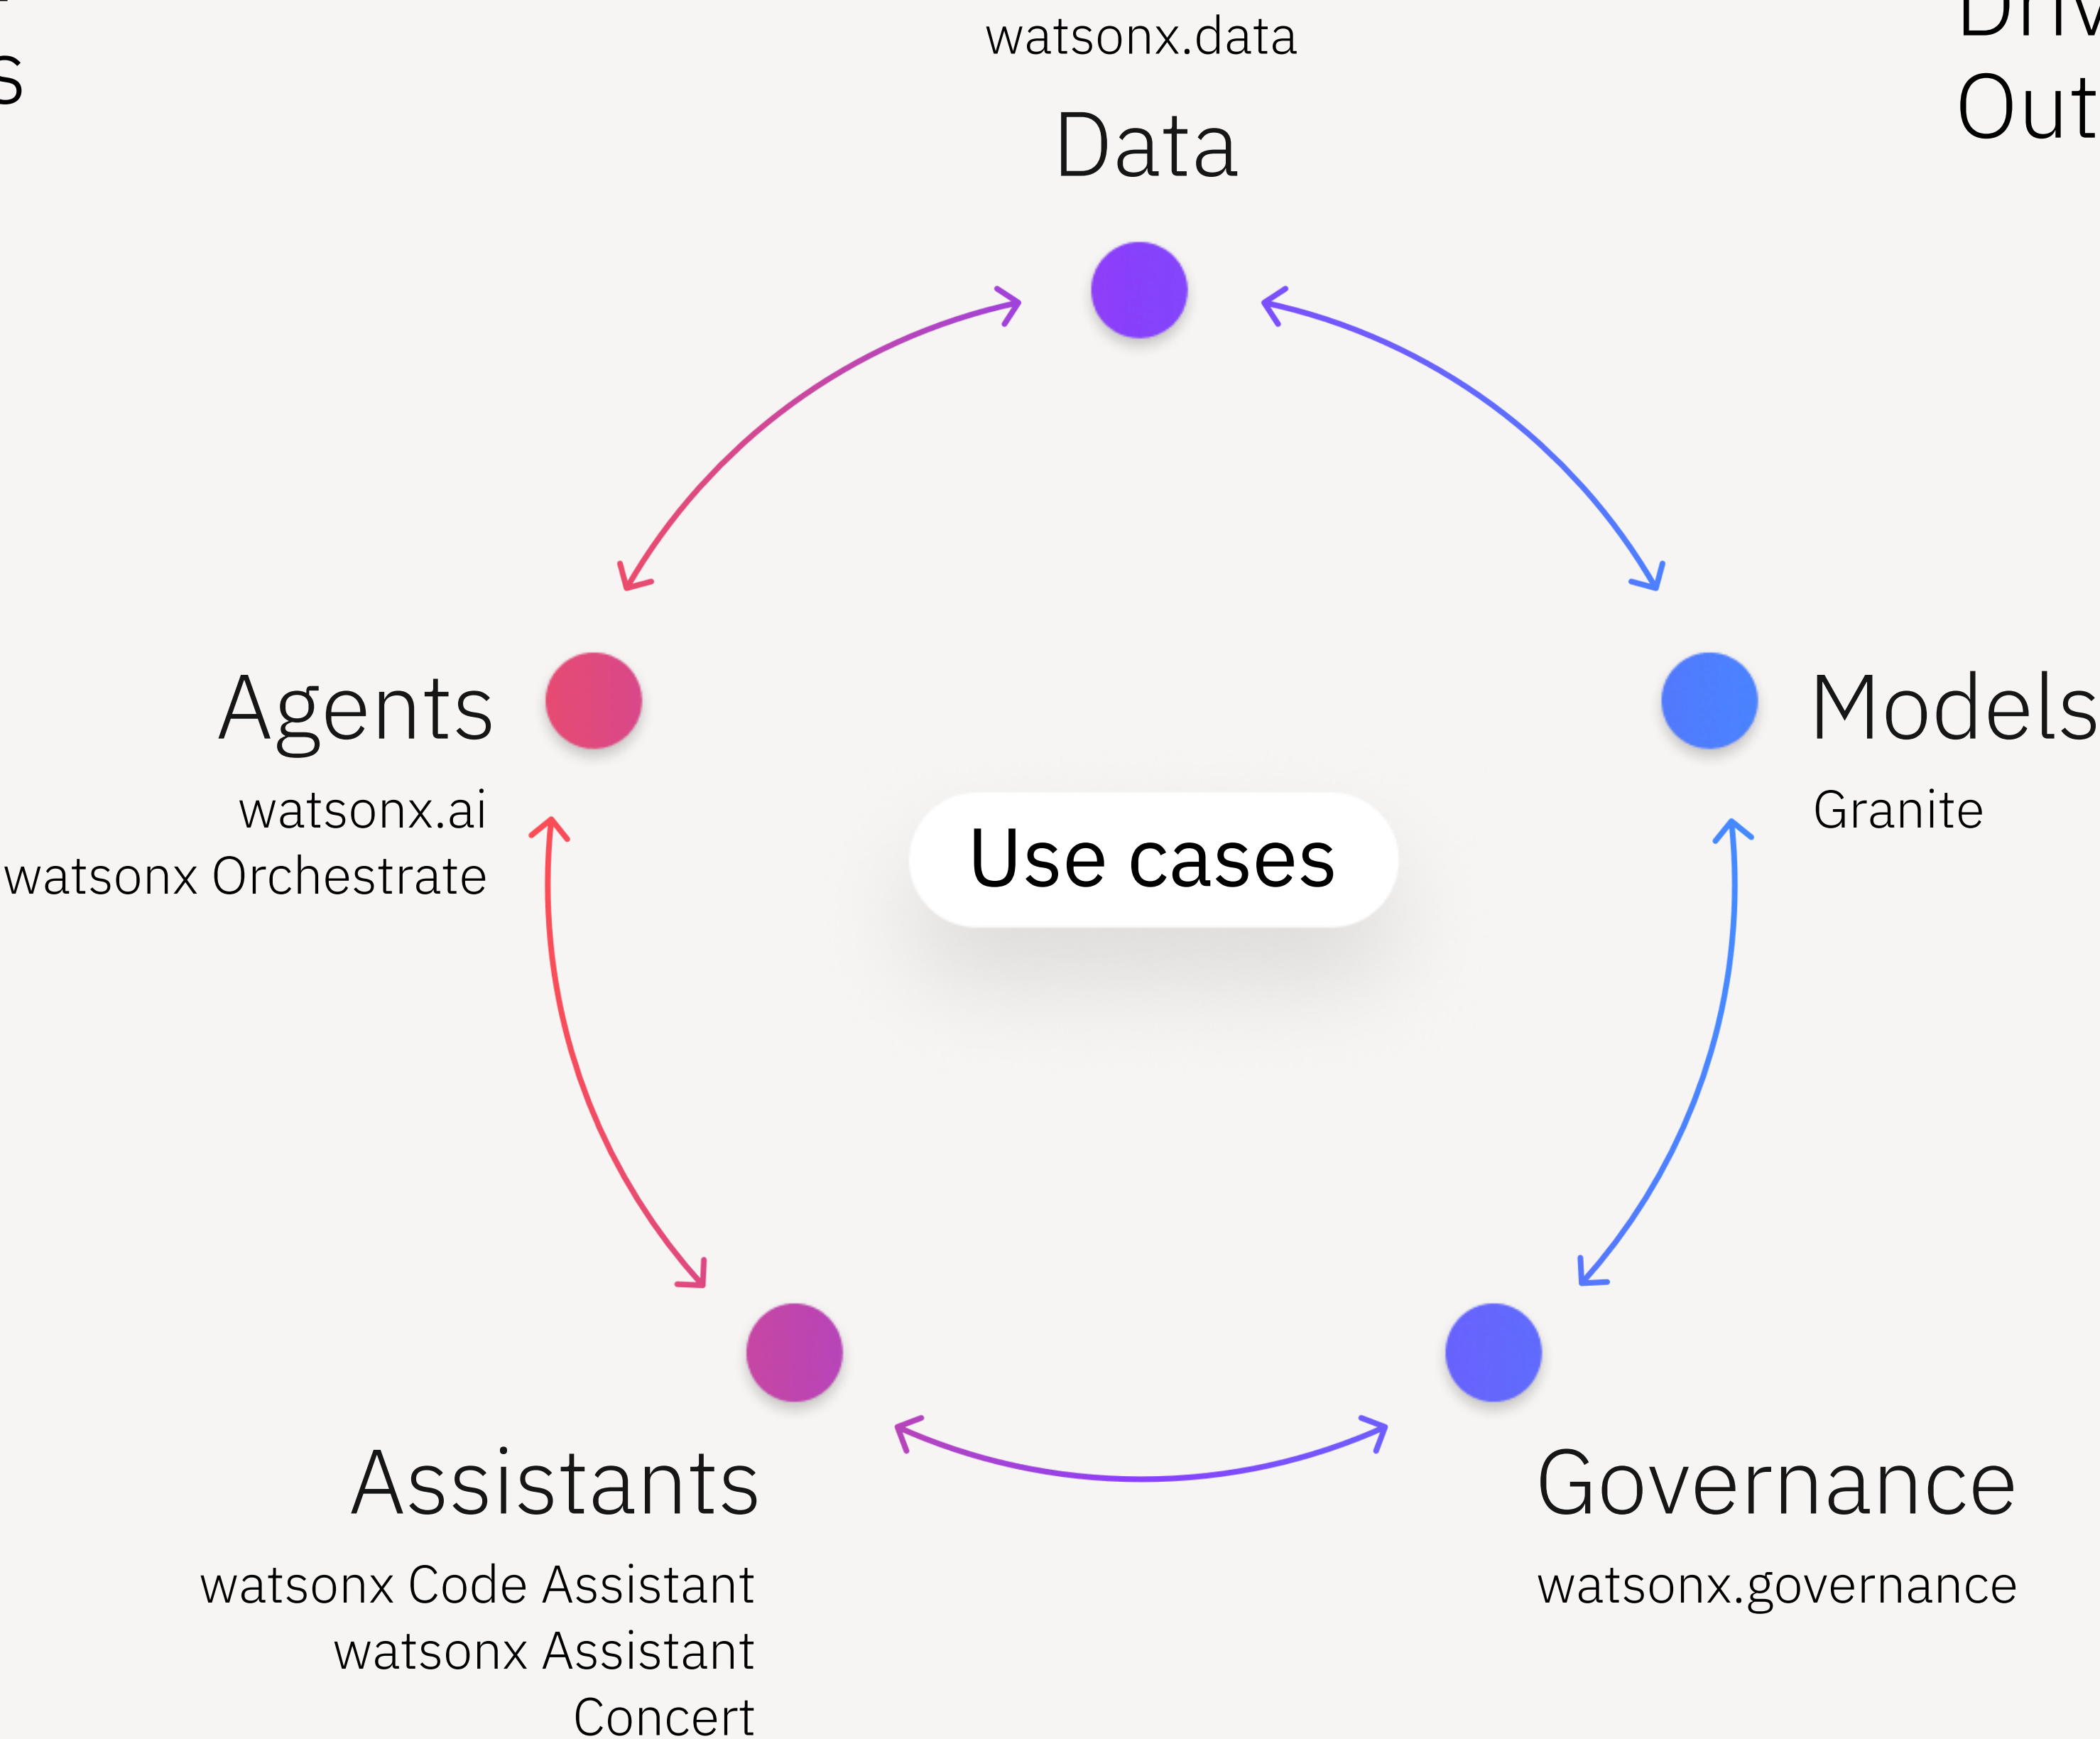 watsonx.data
Data
Out
Agents
Models
watsonx.ai
Granite
watsonx Orchestrate
Use cases
Assistants
Governance
watsonx Code Assistant
watsonx.governance
watsonx Assistant
Concert